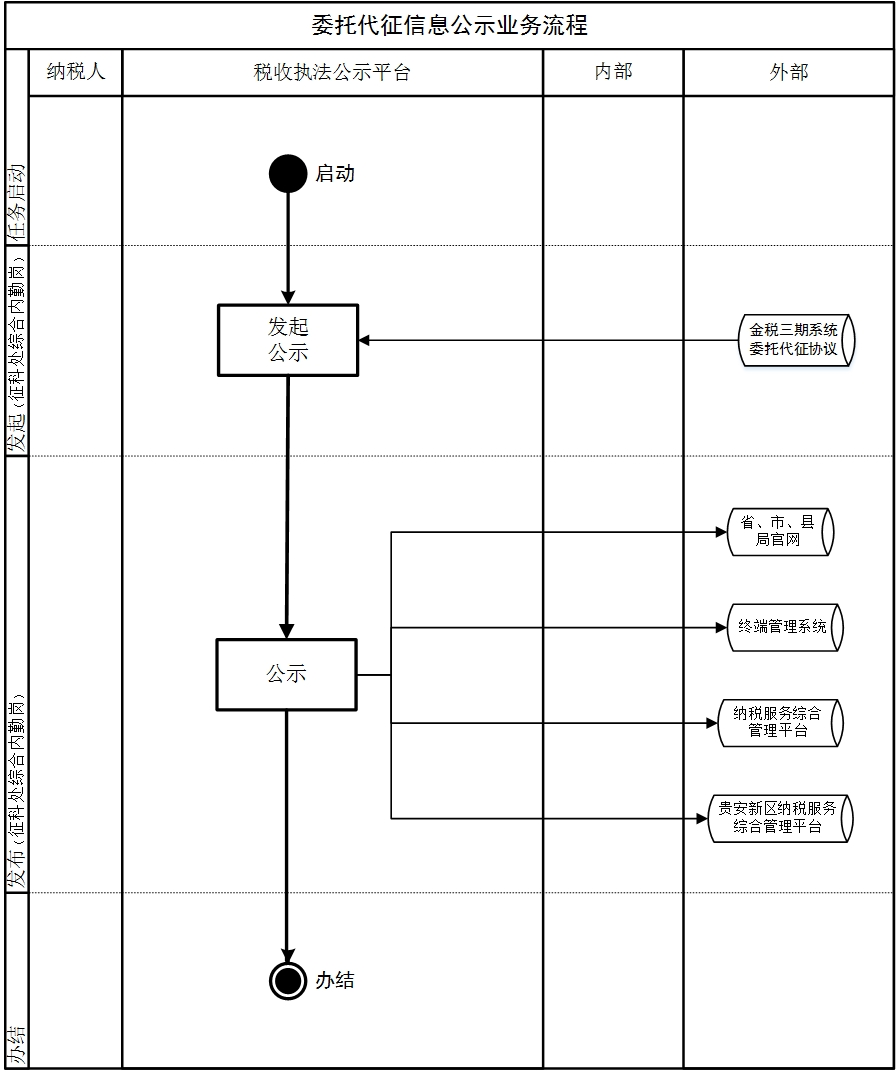 委托代征信息公示业务流程
纳税人
税收执法公示平台
内部
外部
任务启动
启动
发起(征科处综合内勤岗)
发起
公示
金税三期系统
委托代征协议
发布(征科处综合内勤岗)
省、市、县
局官网
终端管理系统
公示
纳税服务综合
管理平台
贵安新区纳税服务
综合管理平台
办结
办结